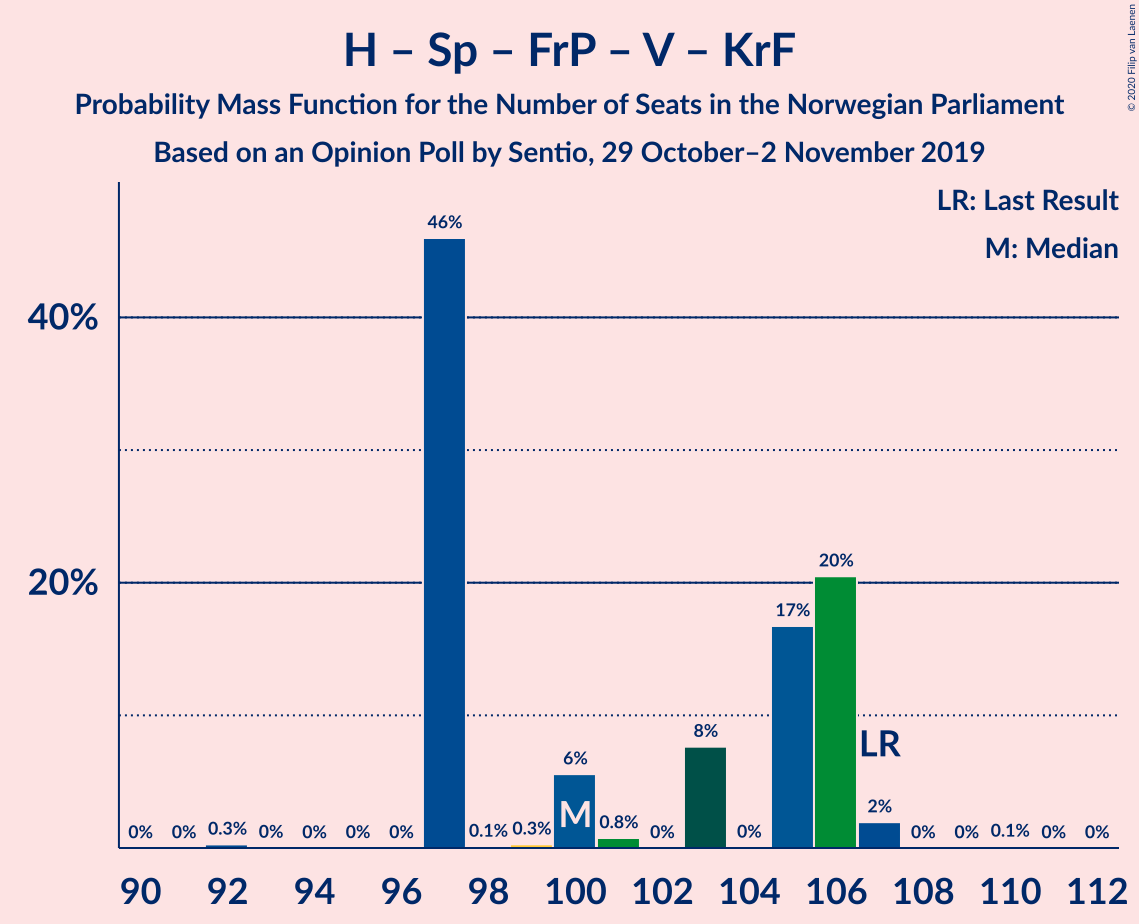 H – Sp – FrP – V – KrF
Probability Mass Function for the Number of Seats in the Norwegian Parliament
Based on an Opinion Poll by Sentio, 29 October–2 November 2019
© 2020 Filip van Laenen
LR: Last Result
M: Median
40%
20%
0% 0% 0.3% 0% 0% 0% 0% 46% 0.1% 0.3% 6% 0.8% 0% 8% 0% 17% 20% 2% 0% 0% 0.1% 0% 0%
M
LR
90 92 94 96 98 100 102 104 106 108 110 112